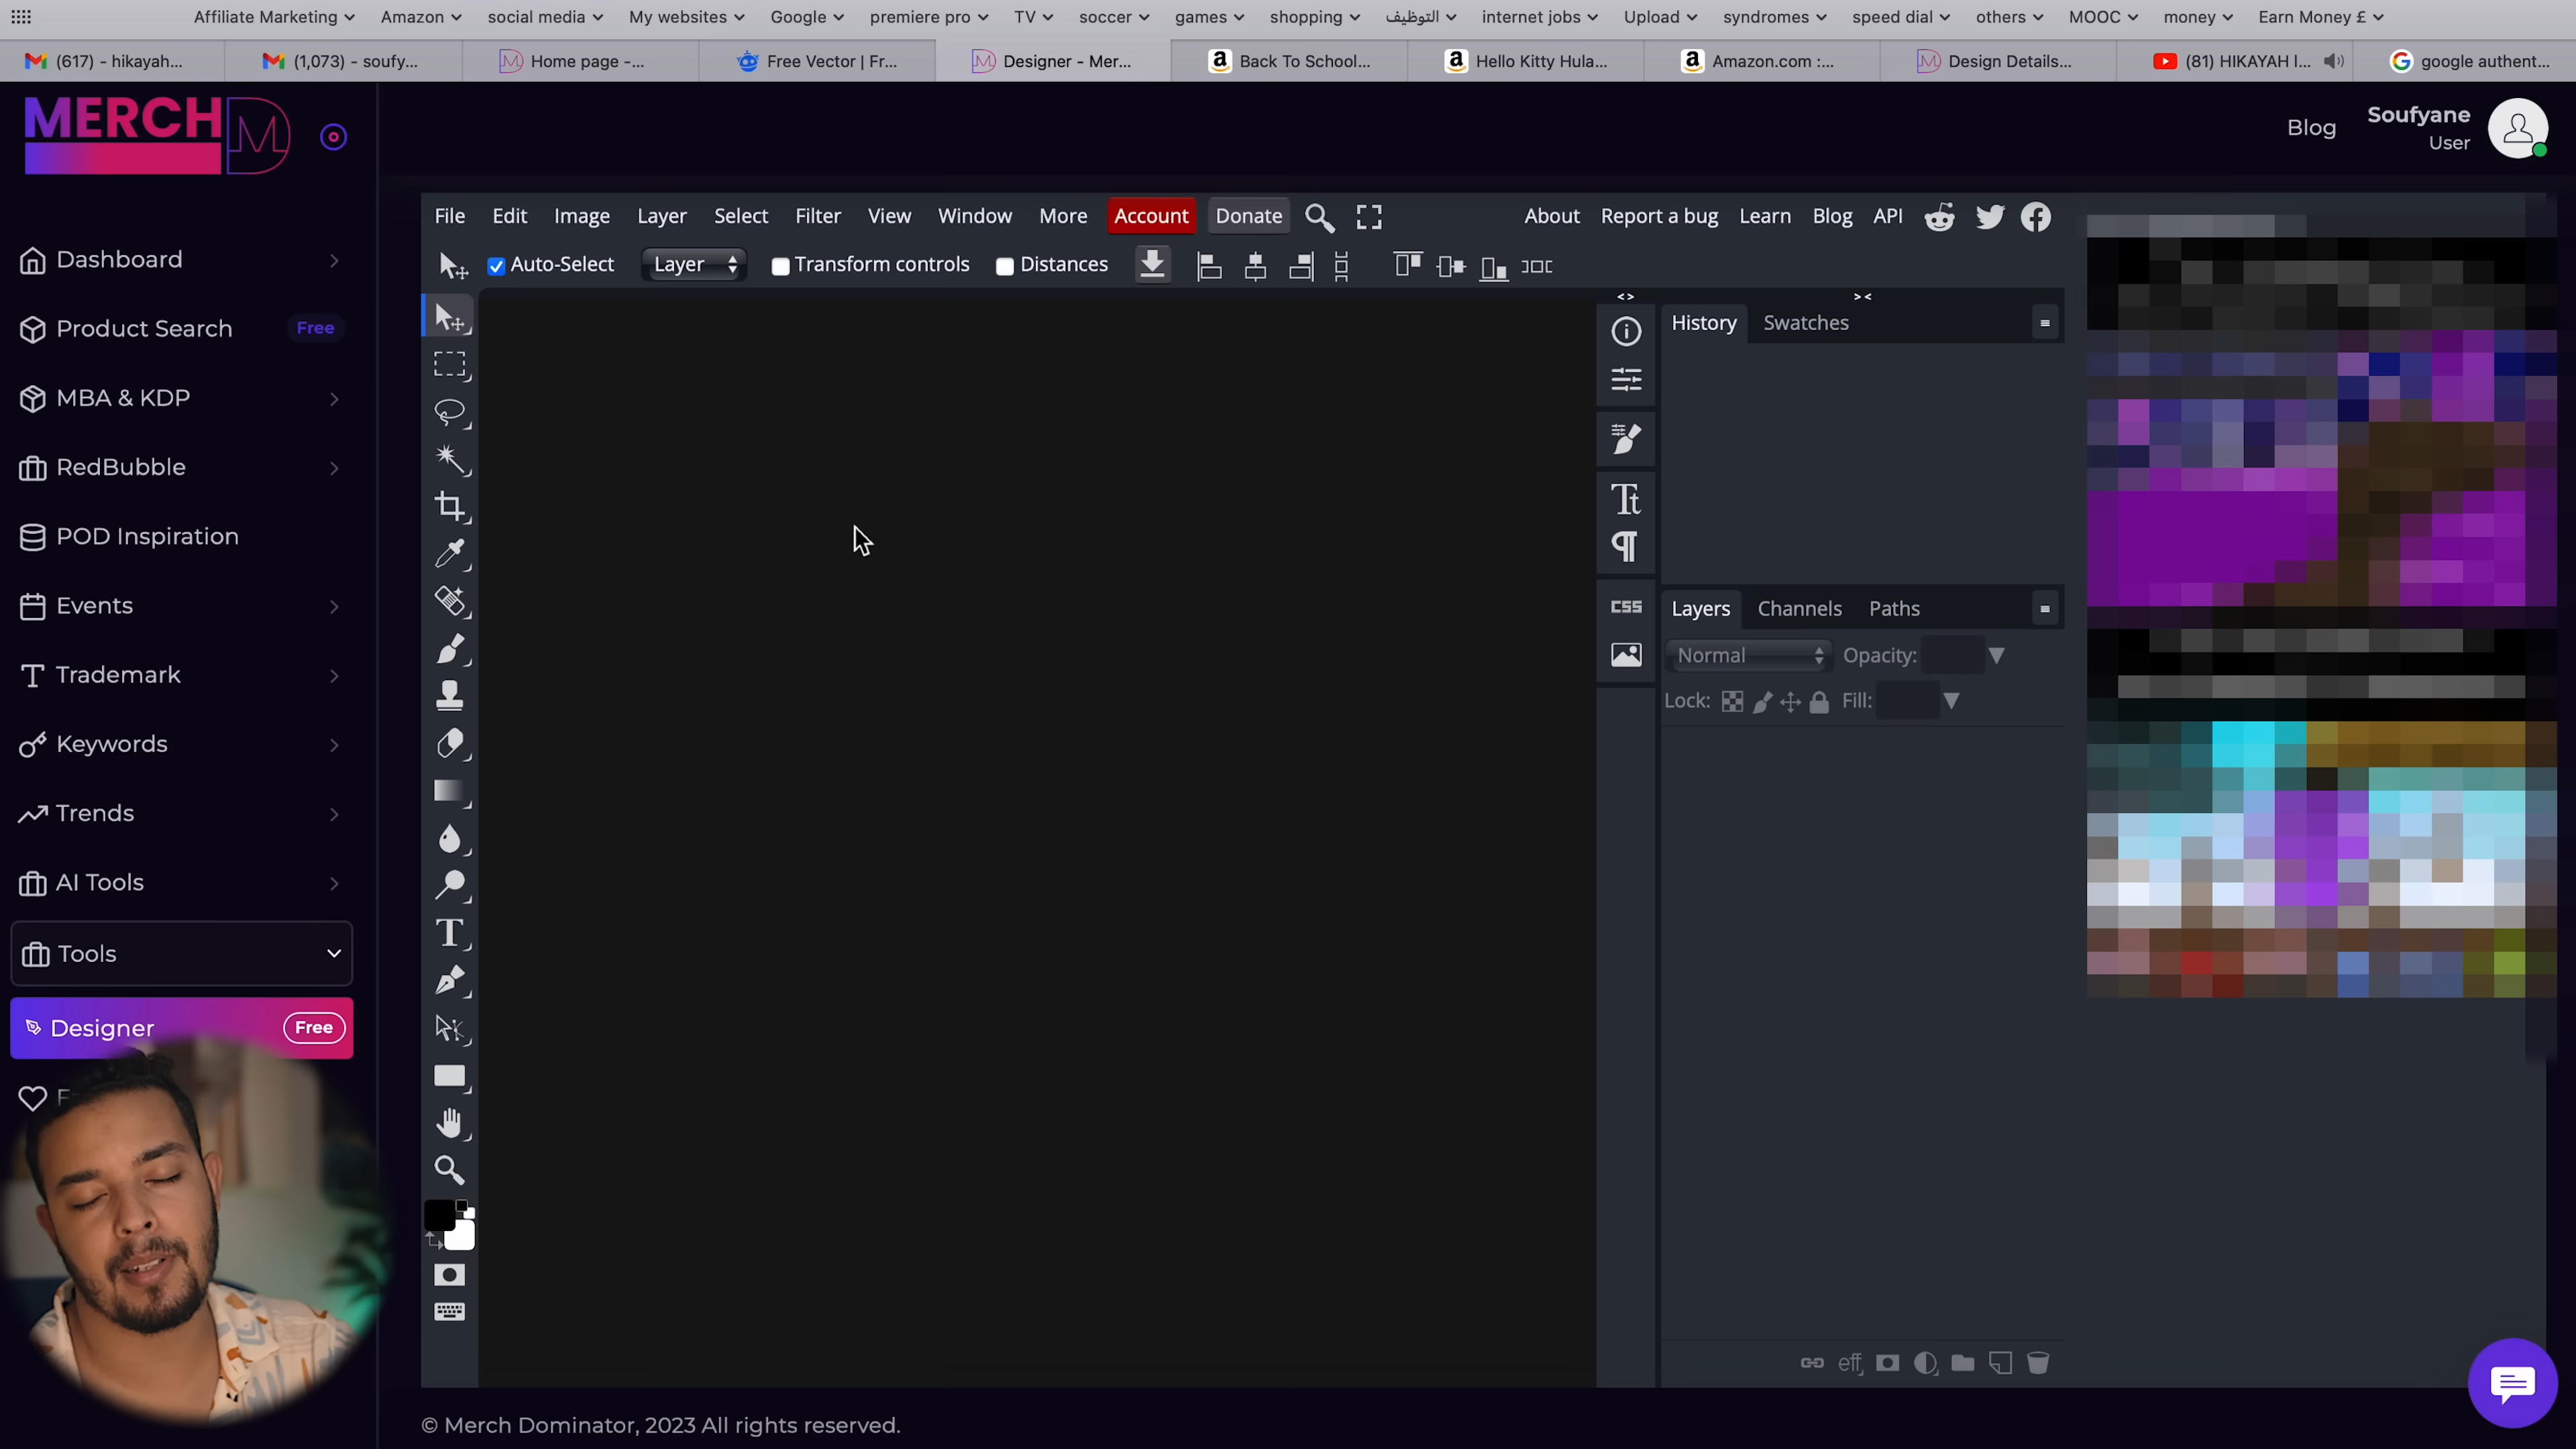 Affiliate Marketing Amazon social media My websites Google premiere pro TV soccer games shopping التوظيف internet jobs Upload syndromes speed dial others MOOC money Earn Money £
(617) - hikayah... (1,073) - soufy... Home page -... Free Vector | Fr... Designer - Mer... Back To School... Hello Kitty Hula... Amazon.com :... Design Details... (81) HIKAYAH I... google authent...
MERCH
Blog
Soufyane
User
File Edit Image Layer Select Filter View Window More Account Donate About Report a bug Learn Blog API
Auto-Select Layer Transform controls Distances
Dashboard
Product Search Free
MBA & KDP
RedBubble
POD Inspiration
Events
Trademark
Keywords
Trends
AI Tools
Tools
Designer Free
< > > <
History Swatches
CSS
Layers Channels Paths
Normal Opacity:
Lock: Fill:
eff
© Merch Dominator, 2023 All rights reserved.